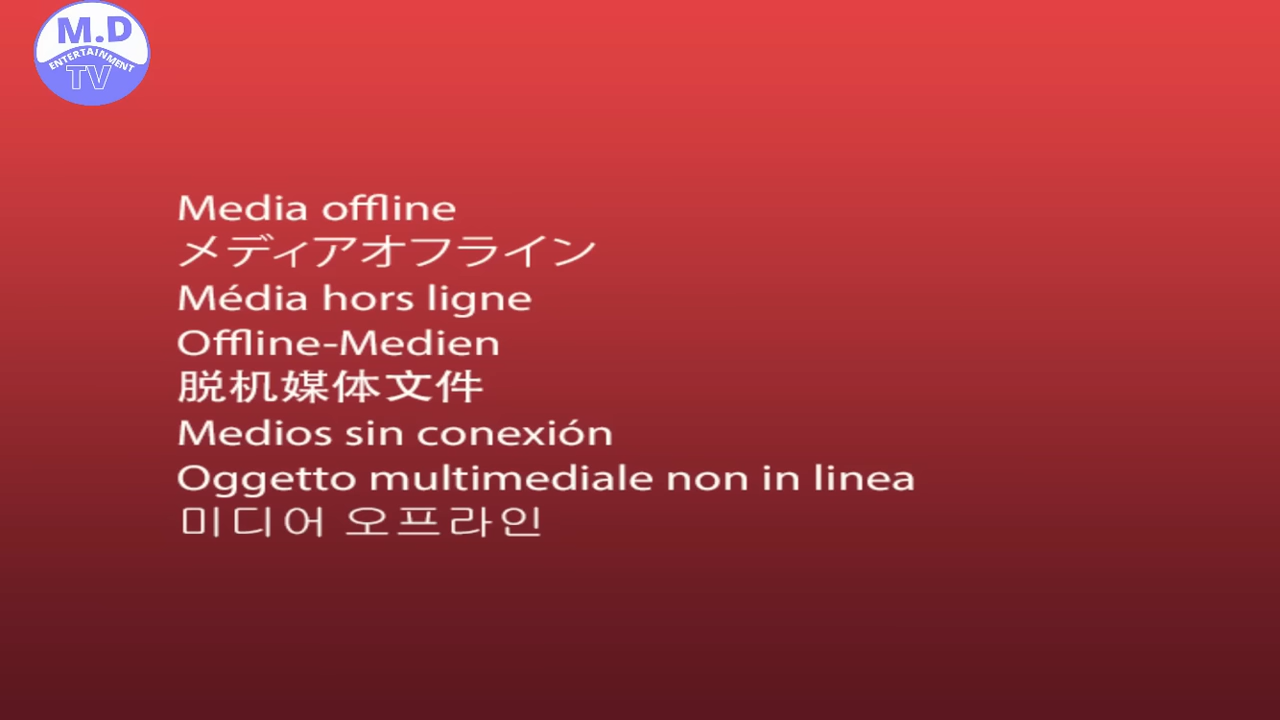 M.D
ENTERTAINMENT
TV
Media offline
メディアオフライン
Média hors ligne
Offline-Medien
脱机媒体文件
Medios sin conexión
Oggetto multimediale non in linea
미디어 오프라인